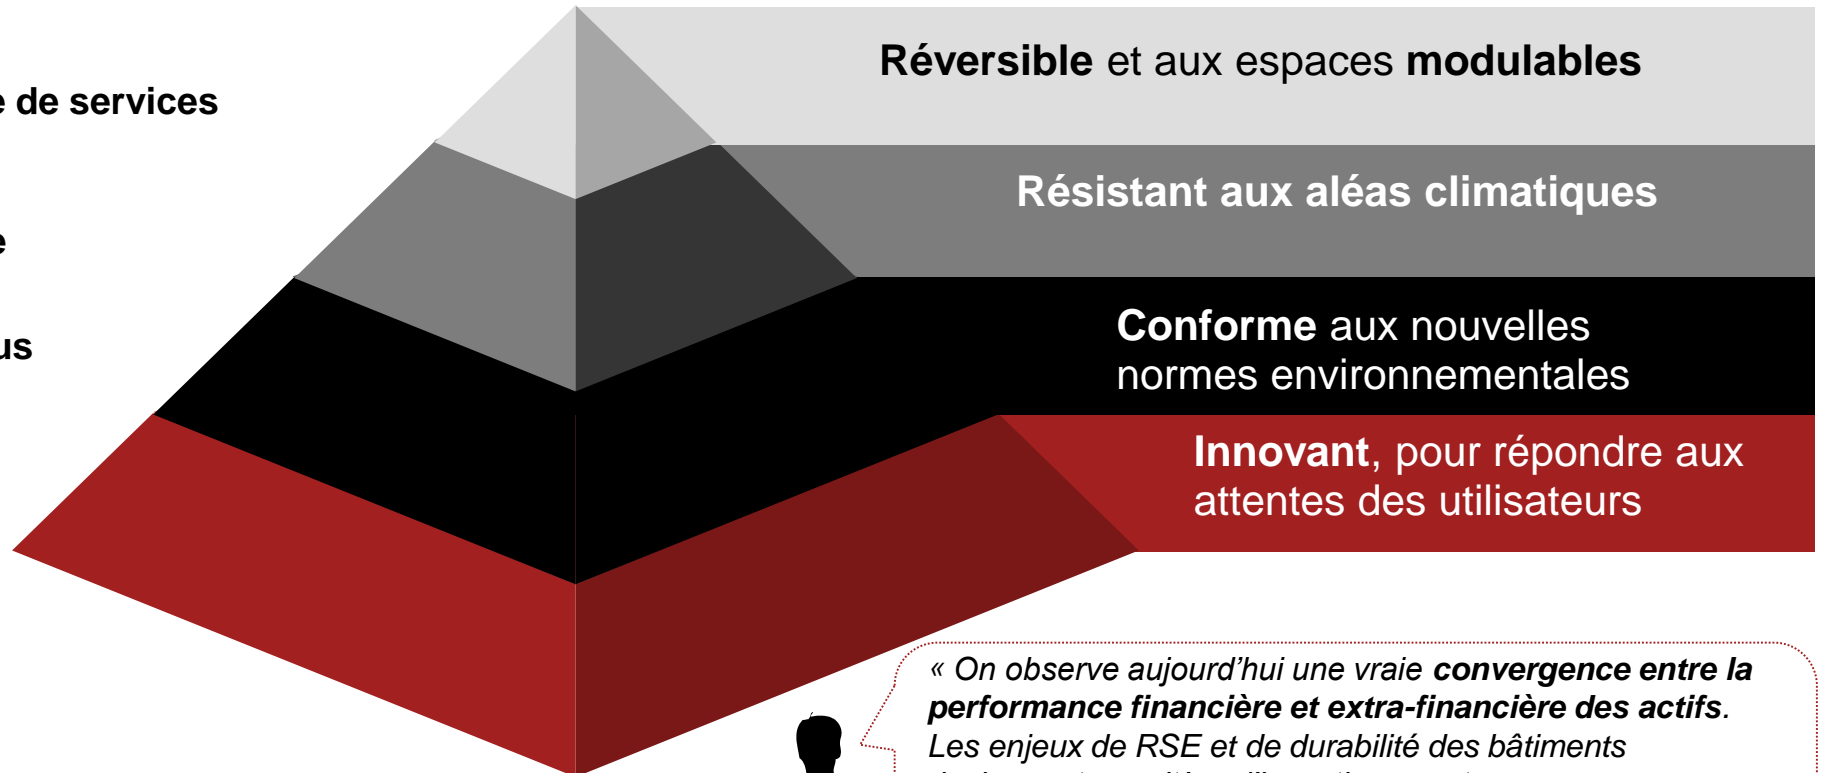 Réversible et aux espaces modulables
de services
Résistant aux aléas climatiques
Conforme aux nouvelles
normes environnementales
Innovant, pour répondre aux
attentes des utilisateurs
« On observe aujourd’hui une vraie convergence entre la
performance financière et extra-financière des actifs.
Les enjeux de RSE et de durabilité des bâtiments